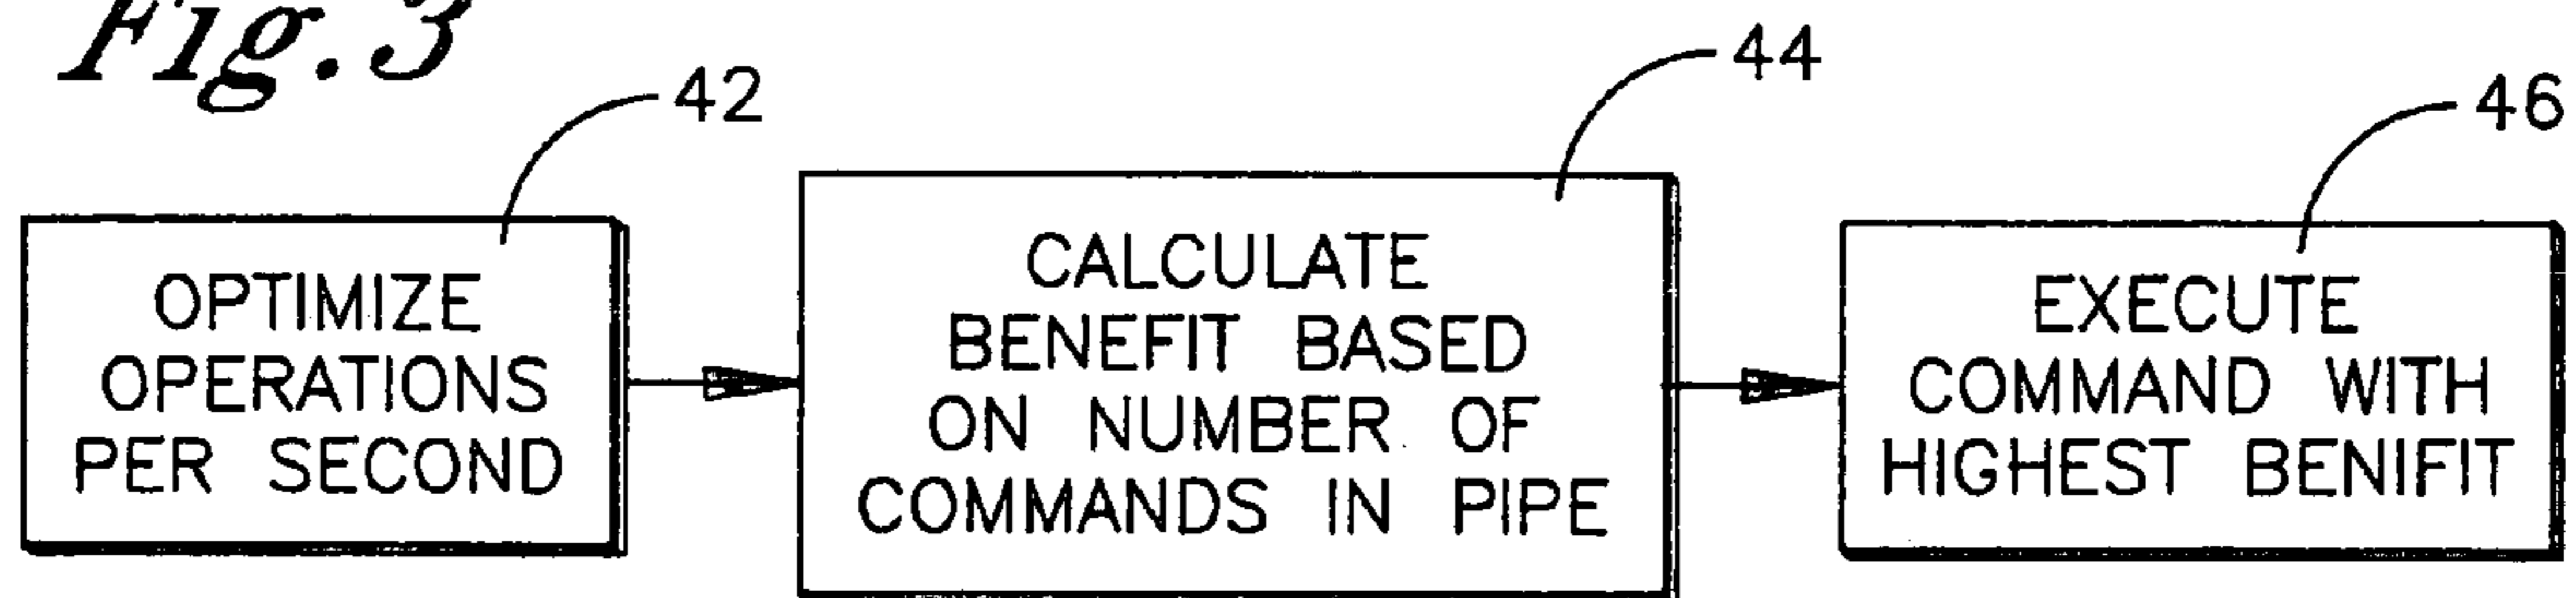 Fig. 3
42
44
46
OPTIMIZE
OPERATIONS
PER SECOND
CALCULATE
BENEFIT BASED
ON NUMBER OF
COMMANDS IN PIPE
EXECUTE
COMMAND WITH
HIGHEST BENIFIT